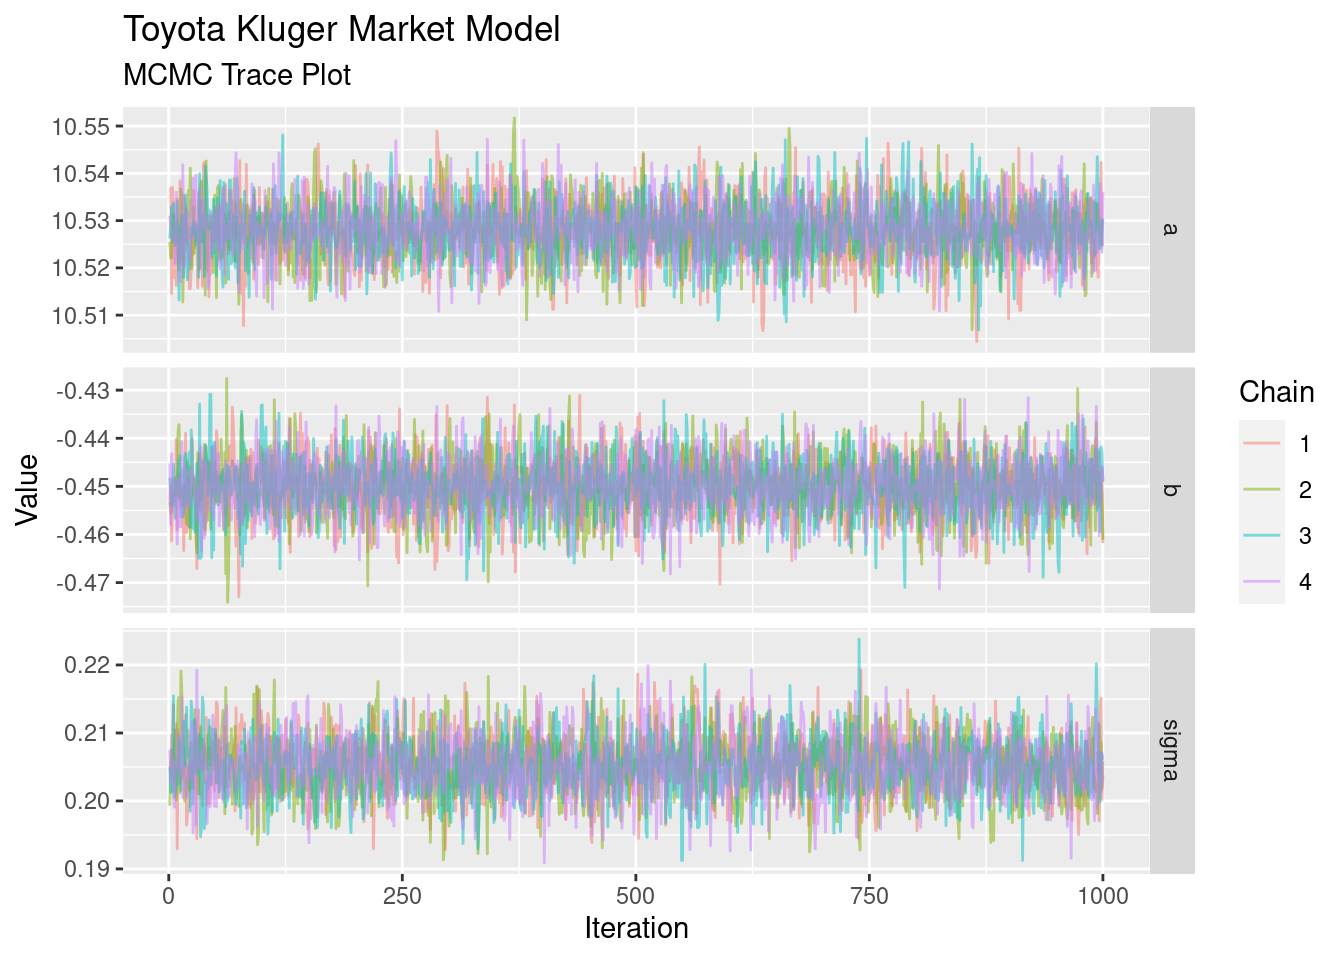 Toyota Kluger Market Model
MCMC Trace Plot
10.55
10.54
10.53
10.52
10.51
a
-0.43
-0.44
-0.45
-0.46
-0.47
b
0.22
0.21
0.20
0.19
sigma
Value
0 250 500 750 1000
Iteration
Chain
1
2
3
4